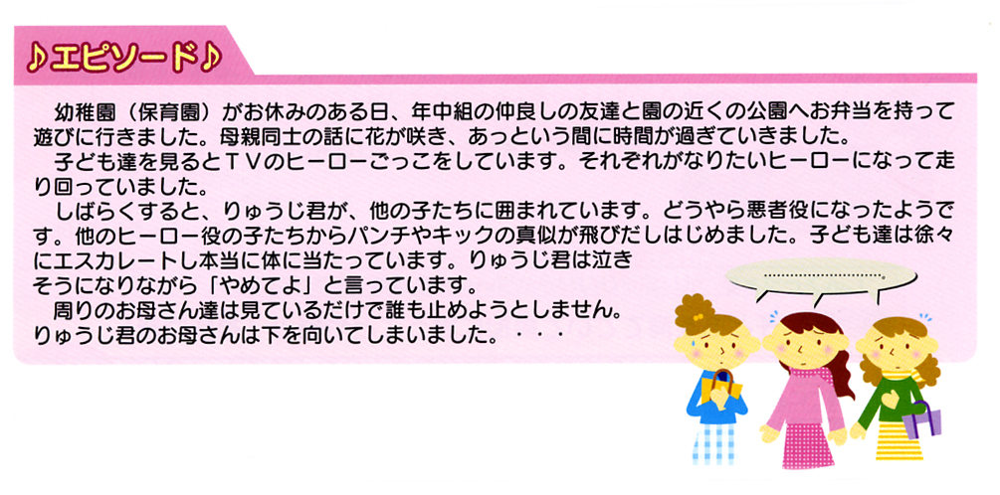 ♪エピソード♪
　幼稚園（保育園）がお休みのある日、年中組の仲良しの友達と園の近くの公園へお弁当を持って
遊びに行きました。母親同士の話に花が咲き、あっという間に時間が過ぎていきました。
　子ども達を見るとＴＶのヒーローごっこをしています。それぞれがなりたいヒーローになって走
り回っていました。
　しばらくすると、りゅうじ君が、他の子たちに囲まれています。どうやら悪者役になったようで
す。他のヒーロー役の子たちからパンチやキックの真似が飛びだしはじめました。子ども達は徐々
にエスカレートし本当に体に当たっています。りゅうじ君は泣き
そうになりながら「やめてよ」と言っています。
　周りのお母さん達は見ているだけで誰も止めようとしません。
りゅうじ君のお母さんは下を向いてしまいました。・・・
………………………。